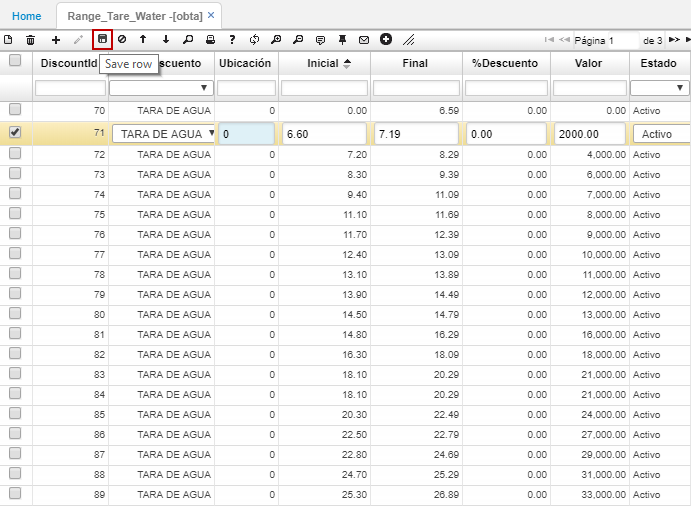 Home Range_Tare_Water -[obta] ×
Página 1 de 3
DiscountId Save row cuento Ubicación Inicial Final %Descuento Valor Estado
70 TARA DE AGUA 0 0.00 6.59 0.00 0.00 Activo
71 TARA DE AGUA 0 6.60 7.19 0.00 2000.00 Activo
72 TARA DE AGUA 0 7.20 8.29 0.00 4,000.00 Activo
73 TARA DE AGUA 0 8.30 9.39 0.00 6,000.00 Activo
74 TARA DE AGUA 0 9.40 11.09 0.00 7,000.00 Activo
75 TARA DE AGUA 0 11.10 11.69 0.00 8,000.00 Activo
76 TARA DE AGUA 0 11.70 12.39 0.00 9,000.00 Activo
77 TARA DE AGUA 0 12.40 13.09 0.00 10,000.00 Activo
78 TARA DE AGUA 0 13.10 13.89 0.00 11,000.00 Activo
79 TARA DE AGUA 0 13.90 14.49 0.00 12,000.00 Activo
80 TARA DE AGUA 0 14.50 14.79 0.00 13,000.00 Activo
81 TARA DE AGUA 0 14.80 16.29 0.00 16,000.00 Activo
82 TARA DE AGUA 0 16.30 18.09 0.00 18,000.00 Activo
83 TARA DE AGUA 0 18.10 20.29 0.00 21,000.00 Activo
84 TARA DE AGUA 0 18.10 20.29 0.00 21,000.00 Activo
85 TARA DE AGUA 0 20.30 22.49 0.00 24,000.00 Activo
86 TARA DE AGUA 0 22.50 22.79 0.00 27,000.00 Activo
87 TARA DE AGUA 0 22.80 24.69 0.00 29,000.00 Activo
88 TARA DE AGUA 0 24.70 25.29 0.00 31,000.00 Activo
89 TARA DE AGUA 0 25.30 26.89 0.00 33,000.00 Activo